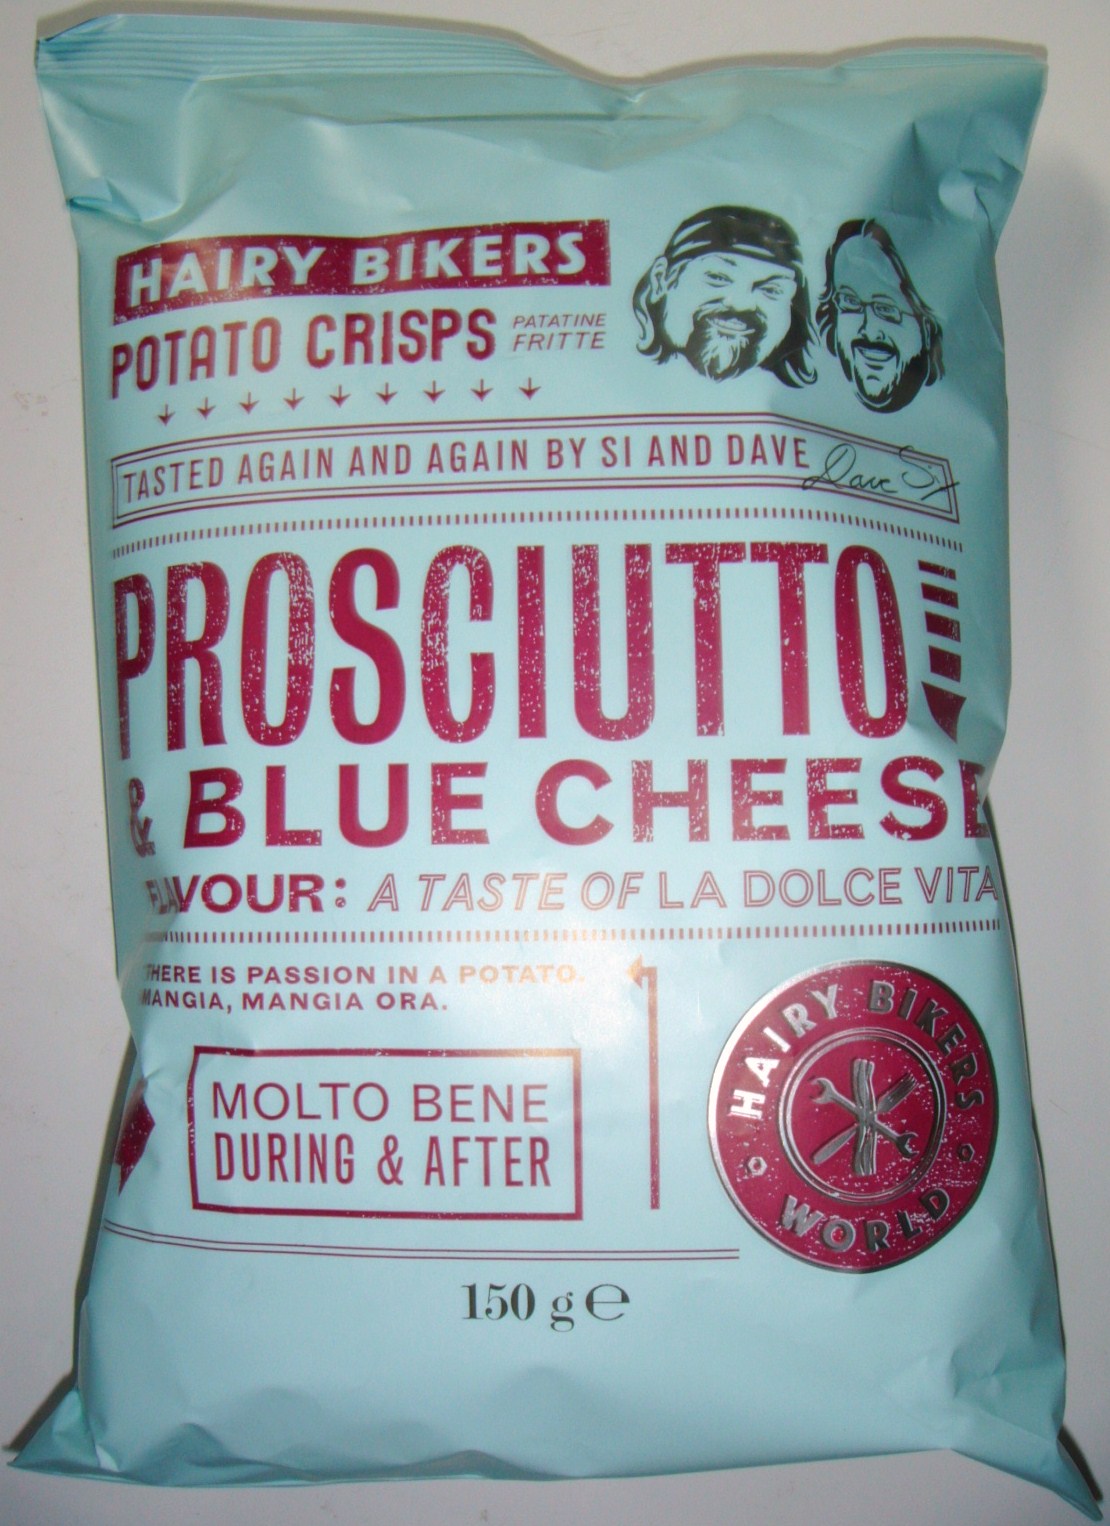 HAIRY BIKERS
POTATO CRISPS
PATATINE
FRITTE
TASTED AGAIN AND AGAIN BY SI AND DAVE
Dave Si
PROSCIUTTO
& BLUE CHEESE
FLAVOUR: A TASTE OF LA DOLCE VITA
THERE IS PASSION IN A POTATO.
MANGIA, MANGIA ORA.
MOLTO BENE
DURING & AFTER
HAIRY BIKERS
WORLD
150 g ℮